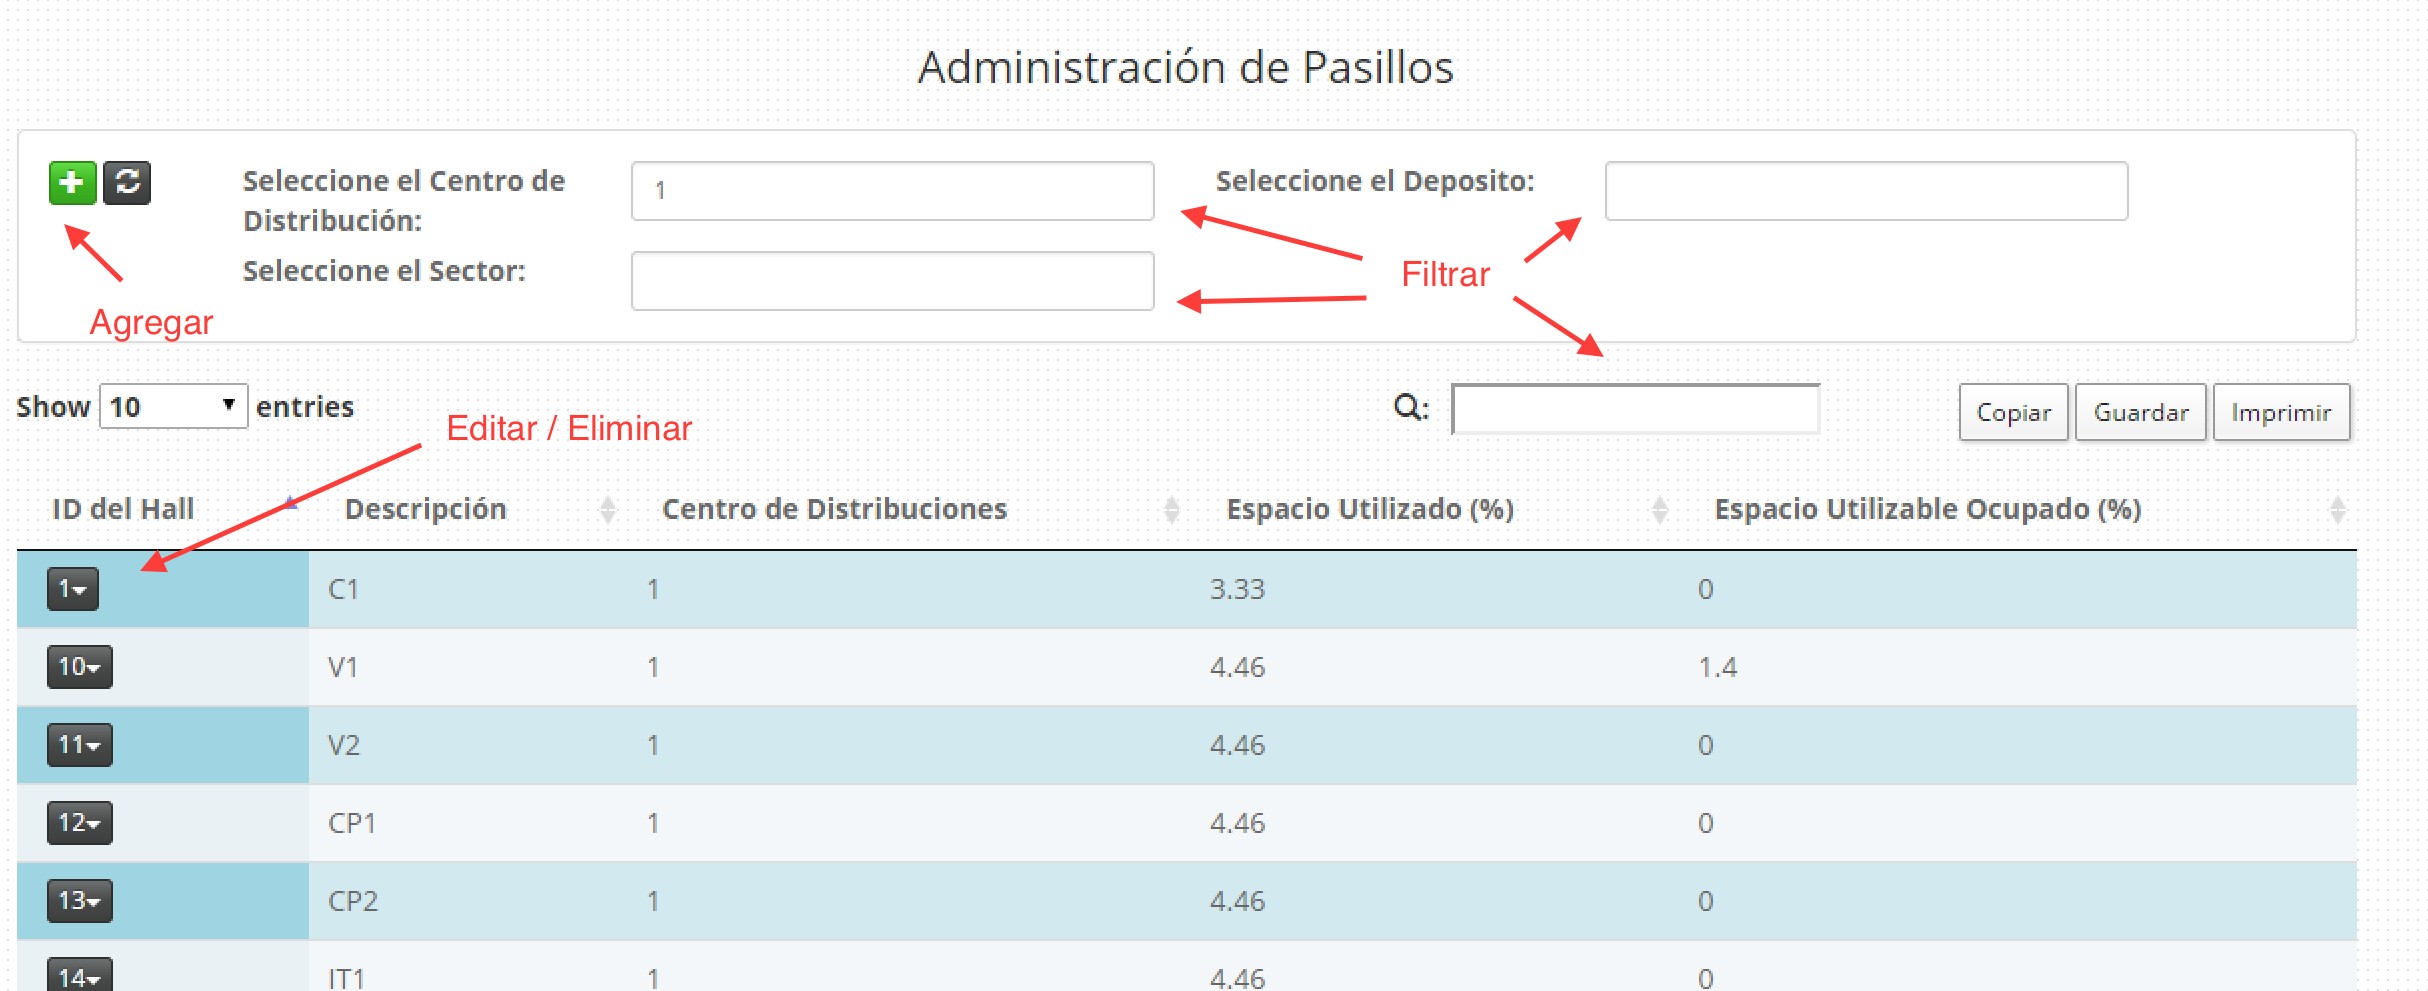 Administración de Pasillos
Seleccione el Centro de Distribución:
1
Seleccione el Deposito:
Seleccione el Sector:
Filtrar
Agregar
Show 10 entries
Q:
Copiar Guardar Imprimir
Editar / Eliminar
ID del Hall Descripción Centro de Distribuciones Espacio Utilizado (%) Espacio Utilizable Ocupado (%)
1 C1 1 3.33 0
10 V1 1 4.46 1.4
11 V2 1 4.46 0
12 CP1 1 4.46 0
13 CP2 1 4.46 0
14 IT1 1 4.46 0